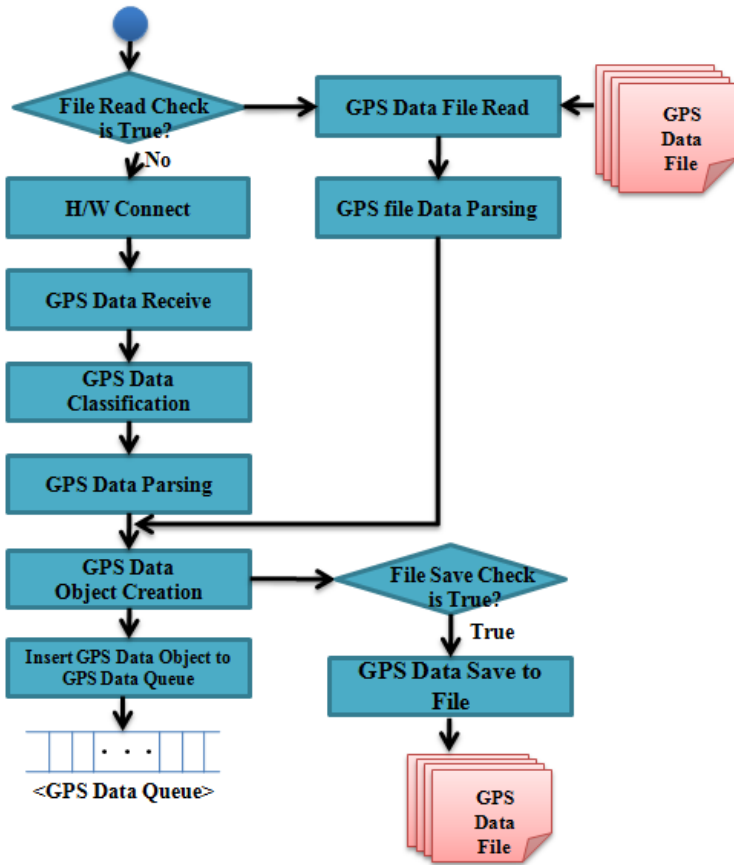 File Read Check
is True?
GPS Data File Read
GPS
Data
File
No
H/W Connect
GPS file Data Parsing
GPS Data Receive
GPS Data
Classification
GPS Data Parsing
GPS Data
Object Creation
File Save Check
is True?
True
Insert GPS Data Object to
GPS Data Queue
GPS Data Save to
File
. . .
<GPS Data Queue>
GPS
Data
File